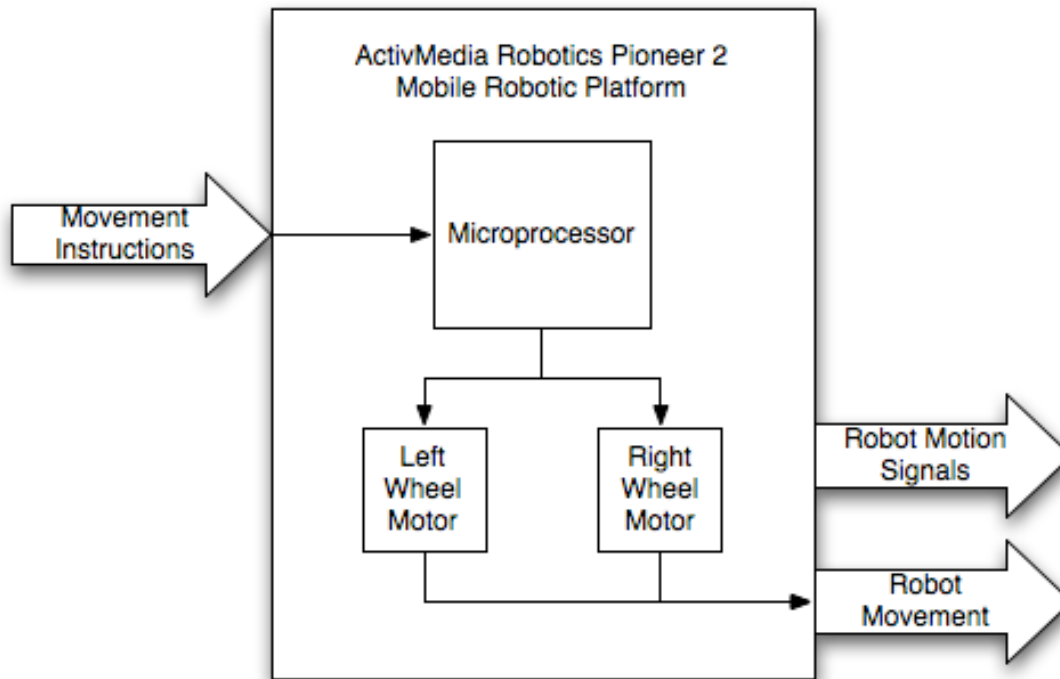 ActivMedia Robotics Pioneer 2
Mobile Robotic Platform
Movement
Instructions
Microprocessor
Left
Wheel
Motor
Right
Wheel
Motor
Robot Motion
Signals
Robot
Movement